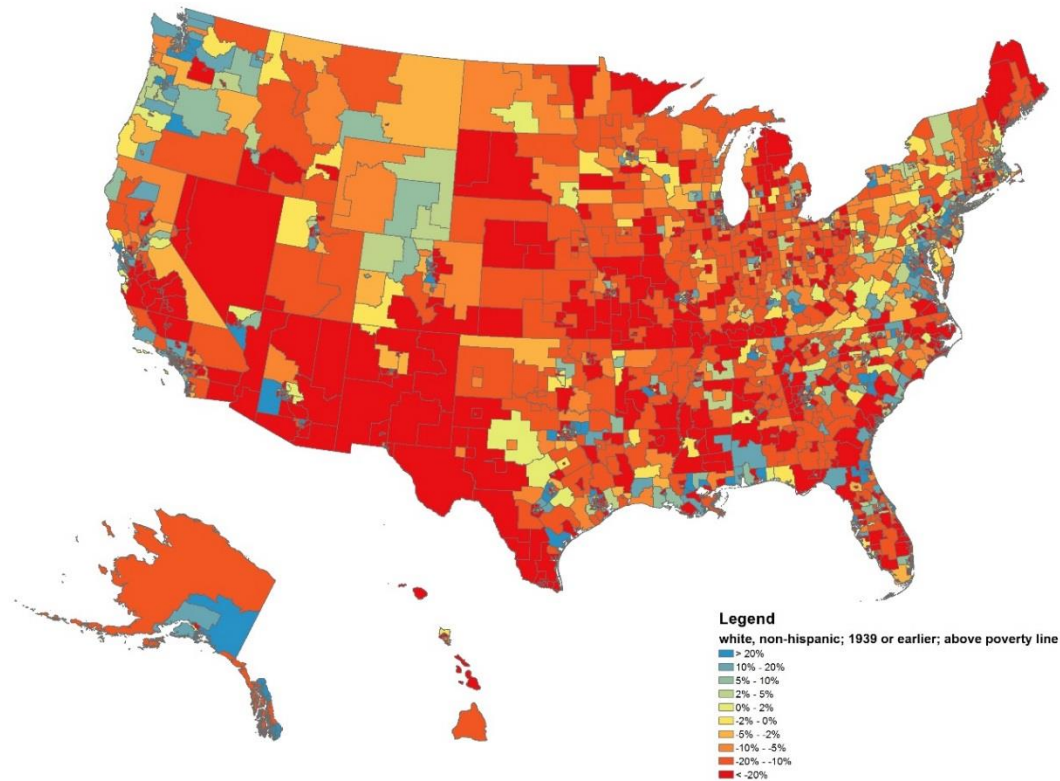 Legend
white, non-hispanic; 1939 or earlier; above poverty line
> 20%
10% - 20%
5% - 10%
2% - 5%
0% - 2%
-2% - 0%
-5% - -2%
-10% - -5%
-20% - -10%
< -20%